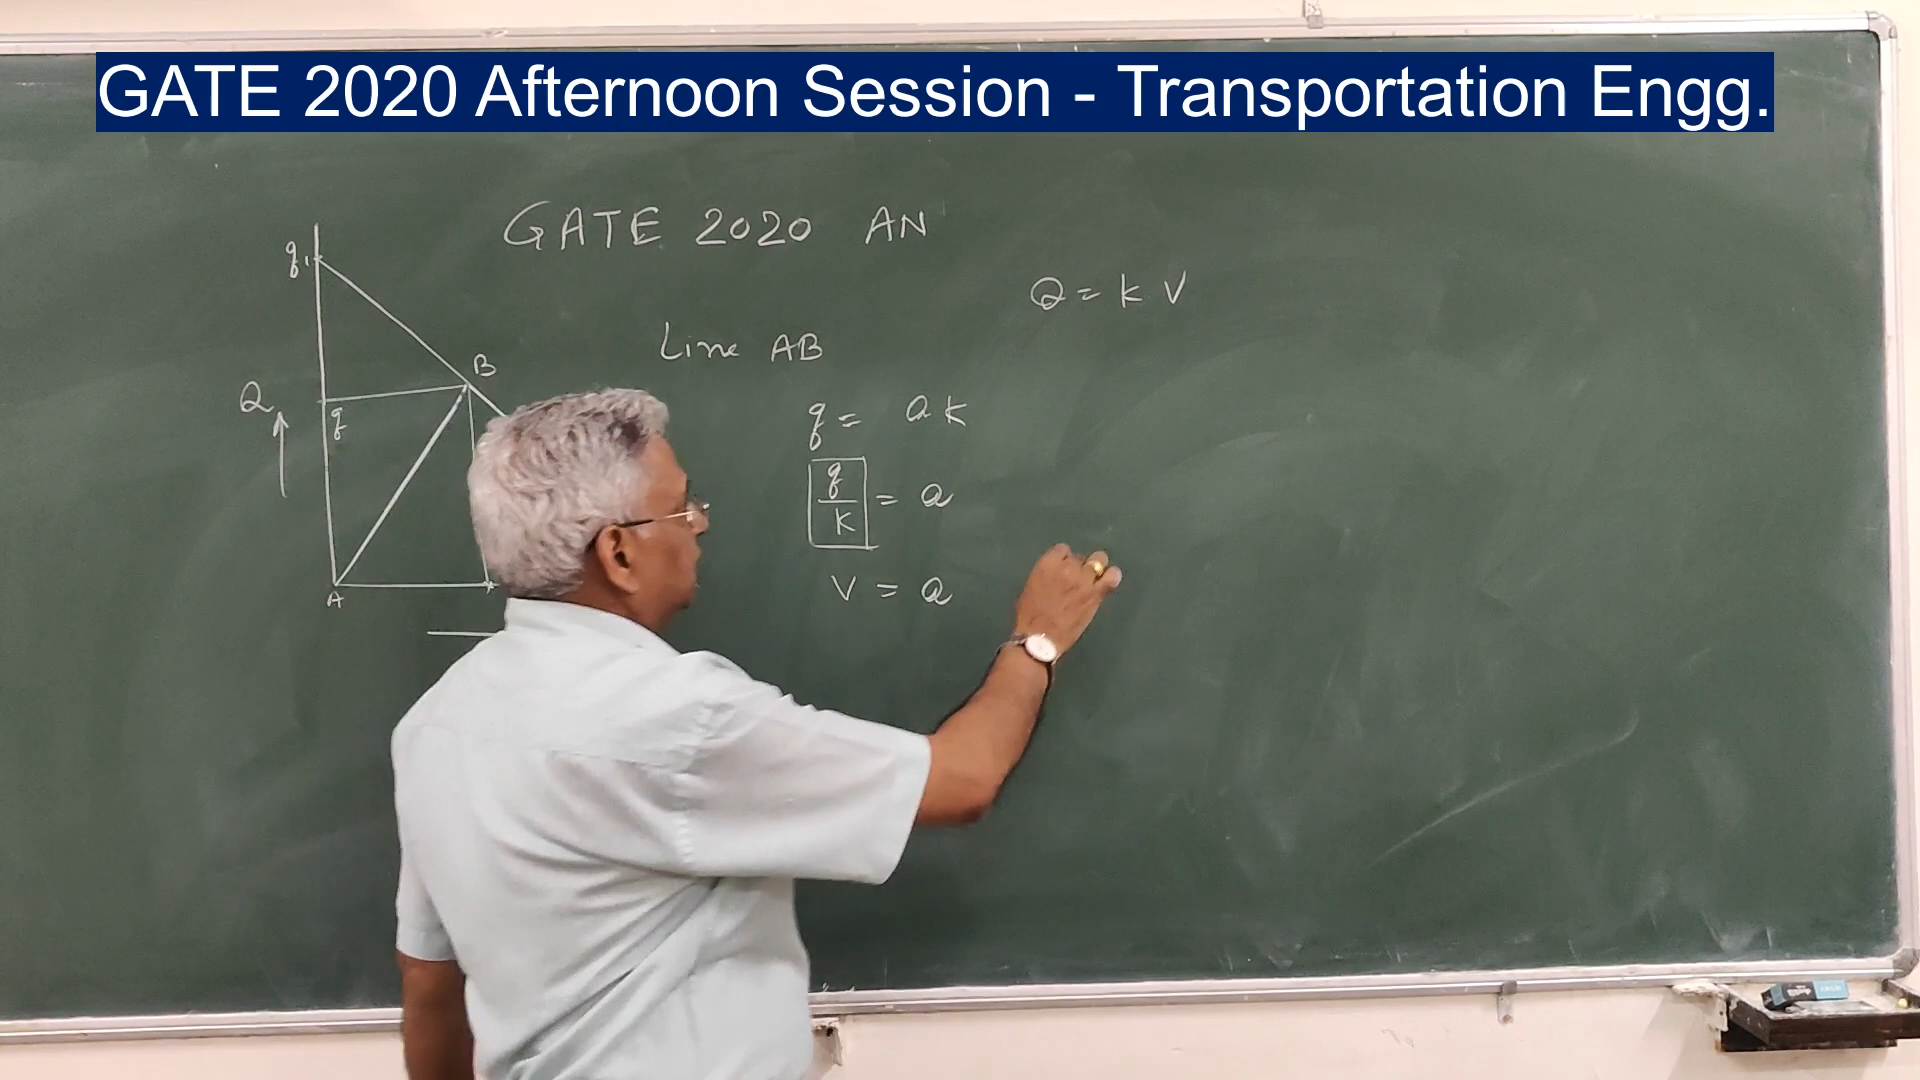 GATE 2020 Afternoon Session - Transportation Engg.
GATE 2020 AN
q1
Q = k V
Line AB
B
Q
q
q = a k
q
k
= a
V = a
A